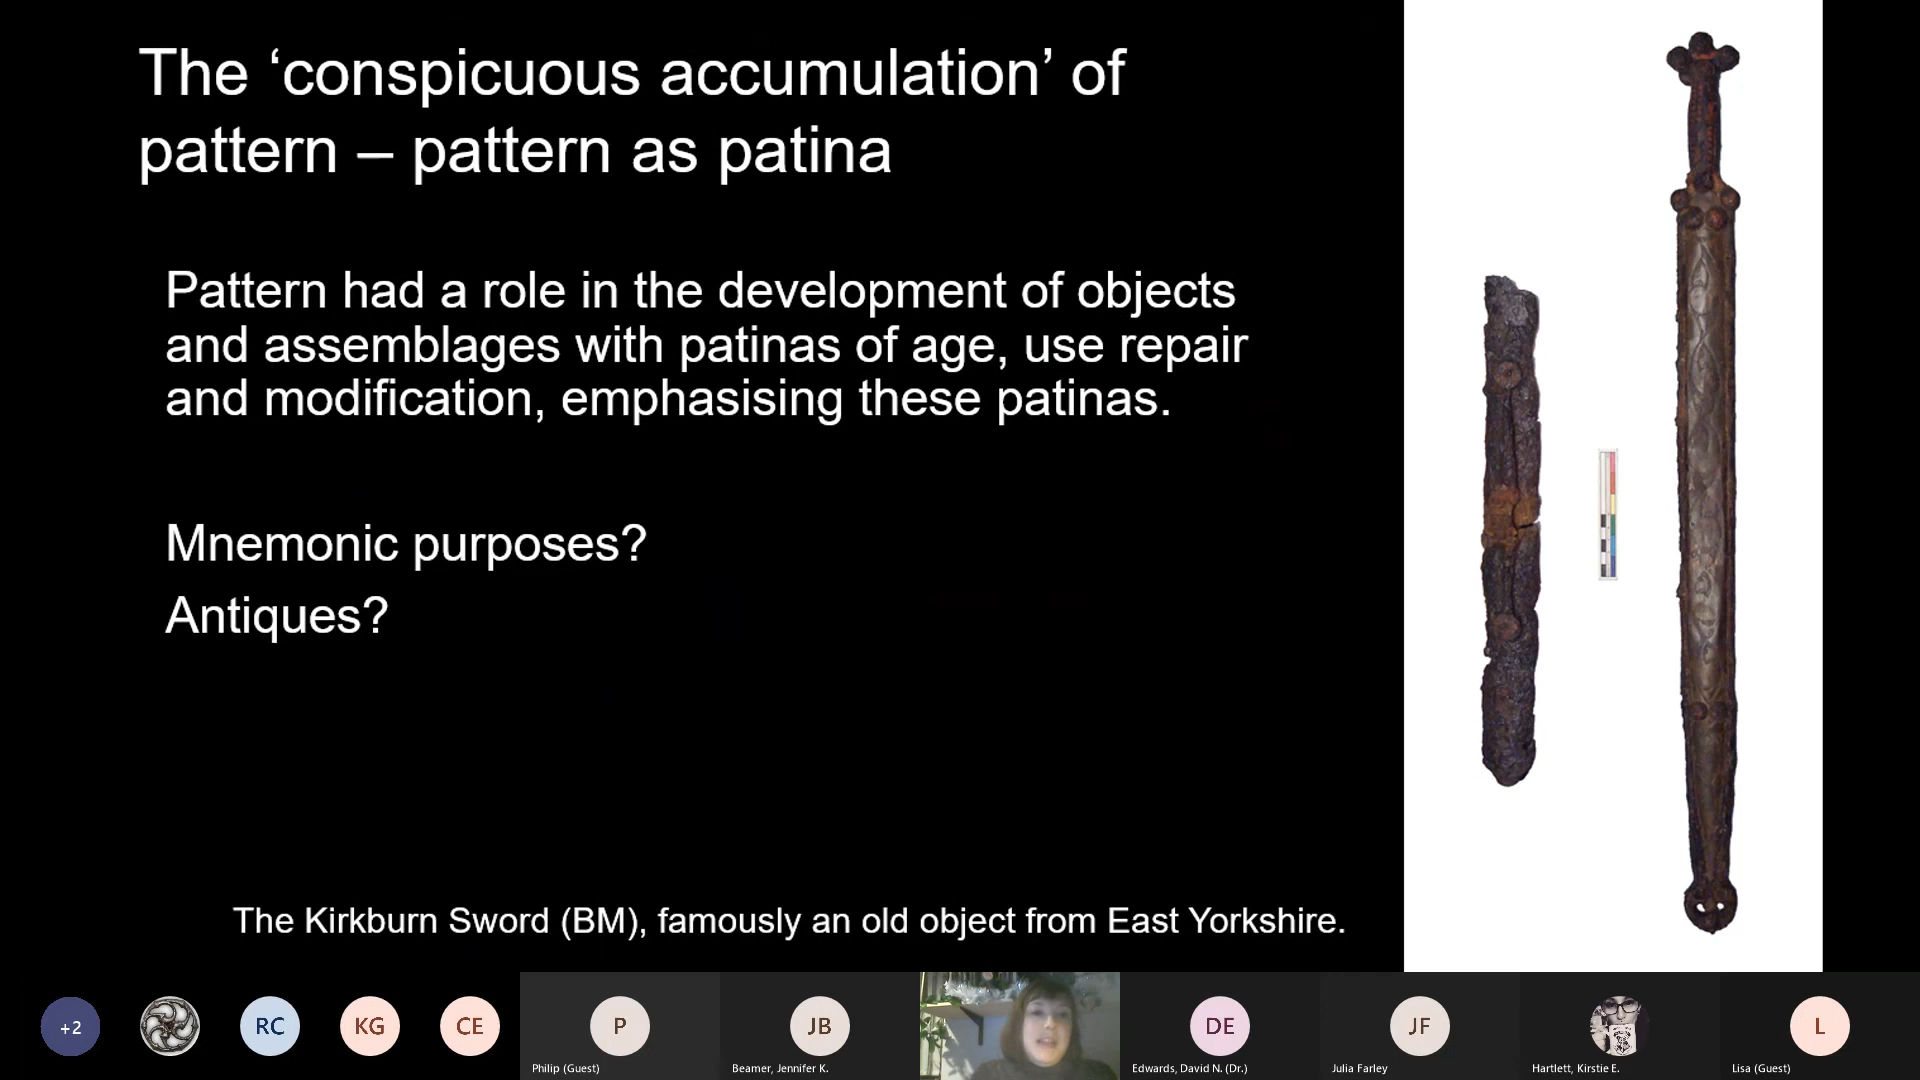 The ‘conspicuous accumulation’ of
pattern – pattern as patina
Pattern had a role in the development of objects
and assemblages with patinas of age, use repair
and modification, emphasising these patinas.
Mnemonic purposes?
Antiques?
The Kirkburn Sword (BM), famously an old object from East Yorkshire.
+2
RC
KG
CE
P
JB
DE
JF
L
Philip (Guest)
Beamer, Jennifer K.
Edwards, David N. (Dr.)
Julia Farley
Hartlett, Kirstie E.
Lisa (Guest)